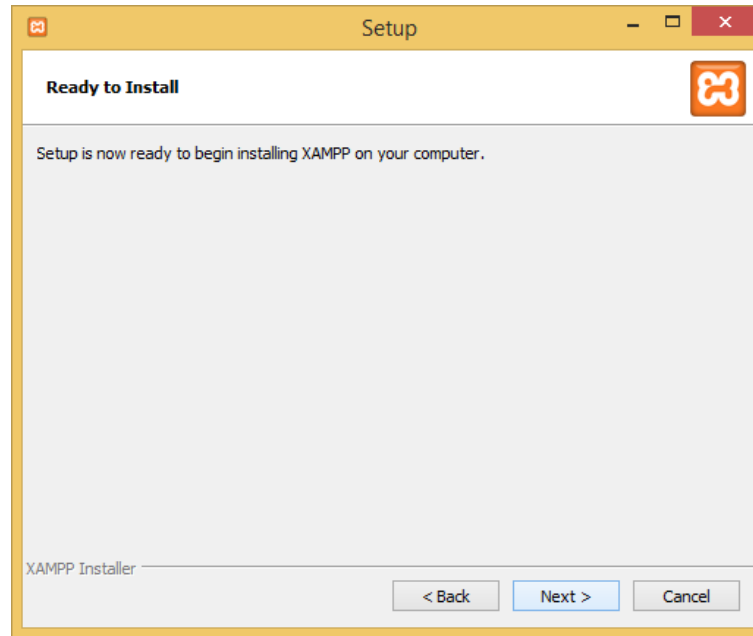 Setup
Ready to Install
Setup is now ready to begin installing XAMPP on your computer.
XAMPP Installer
< Back Next > Cancel